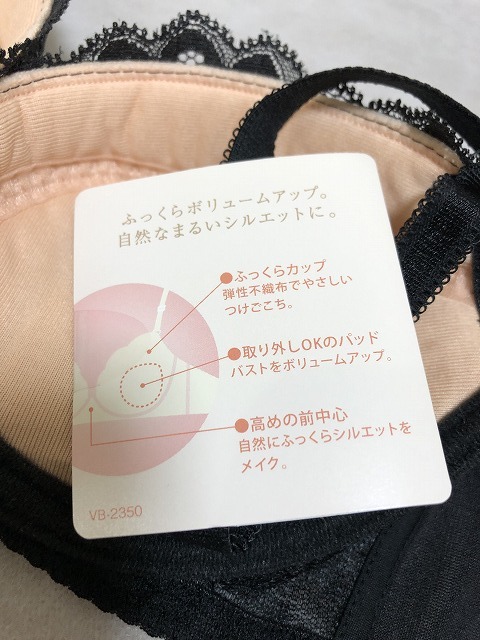 ふっくらボリュームアップ。
自然なまるいシルエットに。
●ふっくらカップ
弾性不織布でやさしい
つけごこち。
●取り外しOKのパッド
バストをボリュームアップ。
●高めの前中心
自然にふっくらシルエットを
メイク。
VB-2350